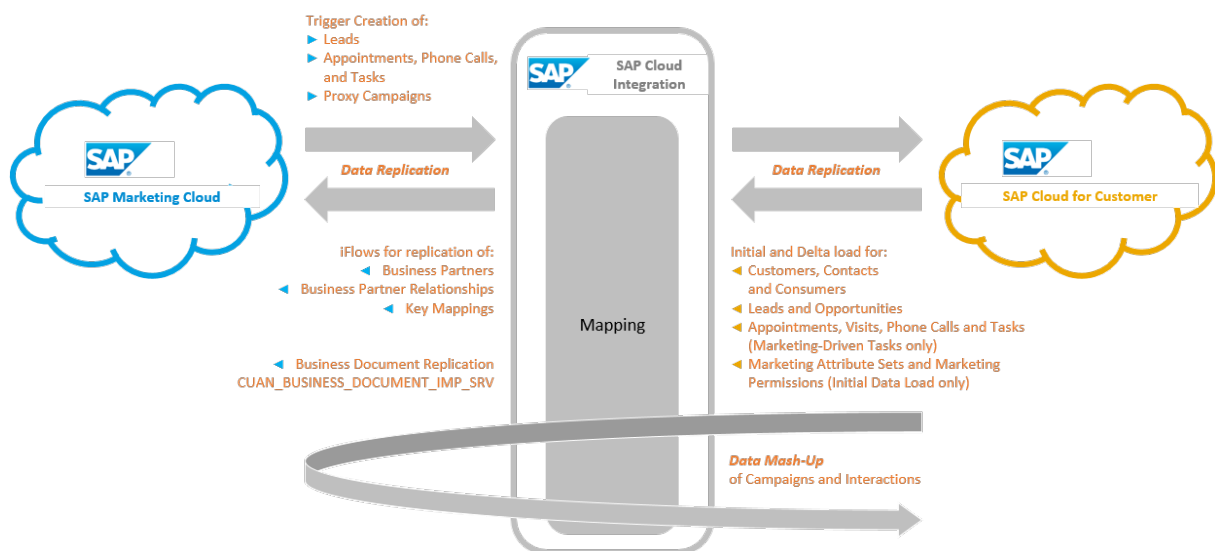 Trigger Creation of:
► Leads
► Appointments, Phone Calls,
and Tasks
► Proxy Campaigns
SAP®
SAP Cloud
Integration
SAP®
SAP Marketing Cloud
Data Replication
Data Replication
SAP®
SAP Cloud for Customer
iFlows for replication of:
◄ Business Partners
◄ Business Partner Relationships
◄ Key Mappings
◄ Business Document Replication
CUAN_BUSINESS_DOCUMENT_IMP_SRV
Mapping
Initial and Delta load for:
◄ Customers, Contacts
and Consumers
◄ Leads and Opportunities
◄ Appointments, Visits, Phone Calls and Tasks
(Marketing-Driven Tasks only)
◄ Marketing Attribute Sets and Marketing
Permissions (Initial Data Load only)
Data Mash-Up
of Campaigns and Interactions